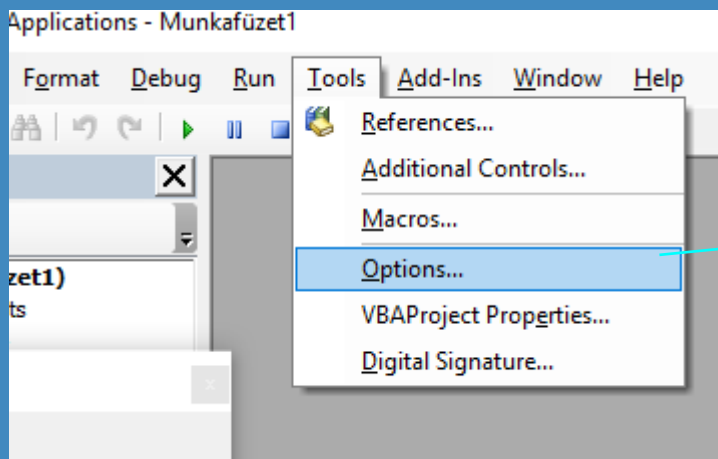 Applications - Munkafüzet1
Format Debug Run Tools Add-Ins Window Help
References...
Additional Controls...
Macros...
Options...
zet1)
ts
VBAProject Properties...
Digital Signature...
x